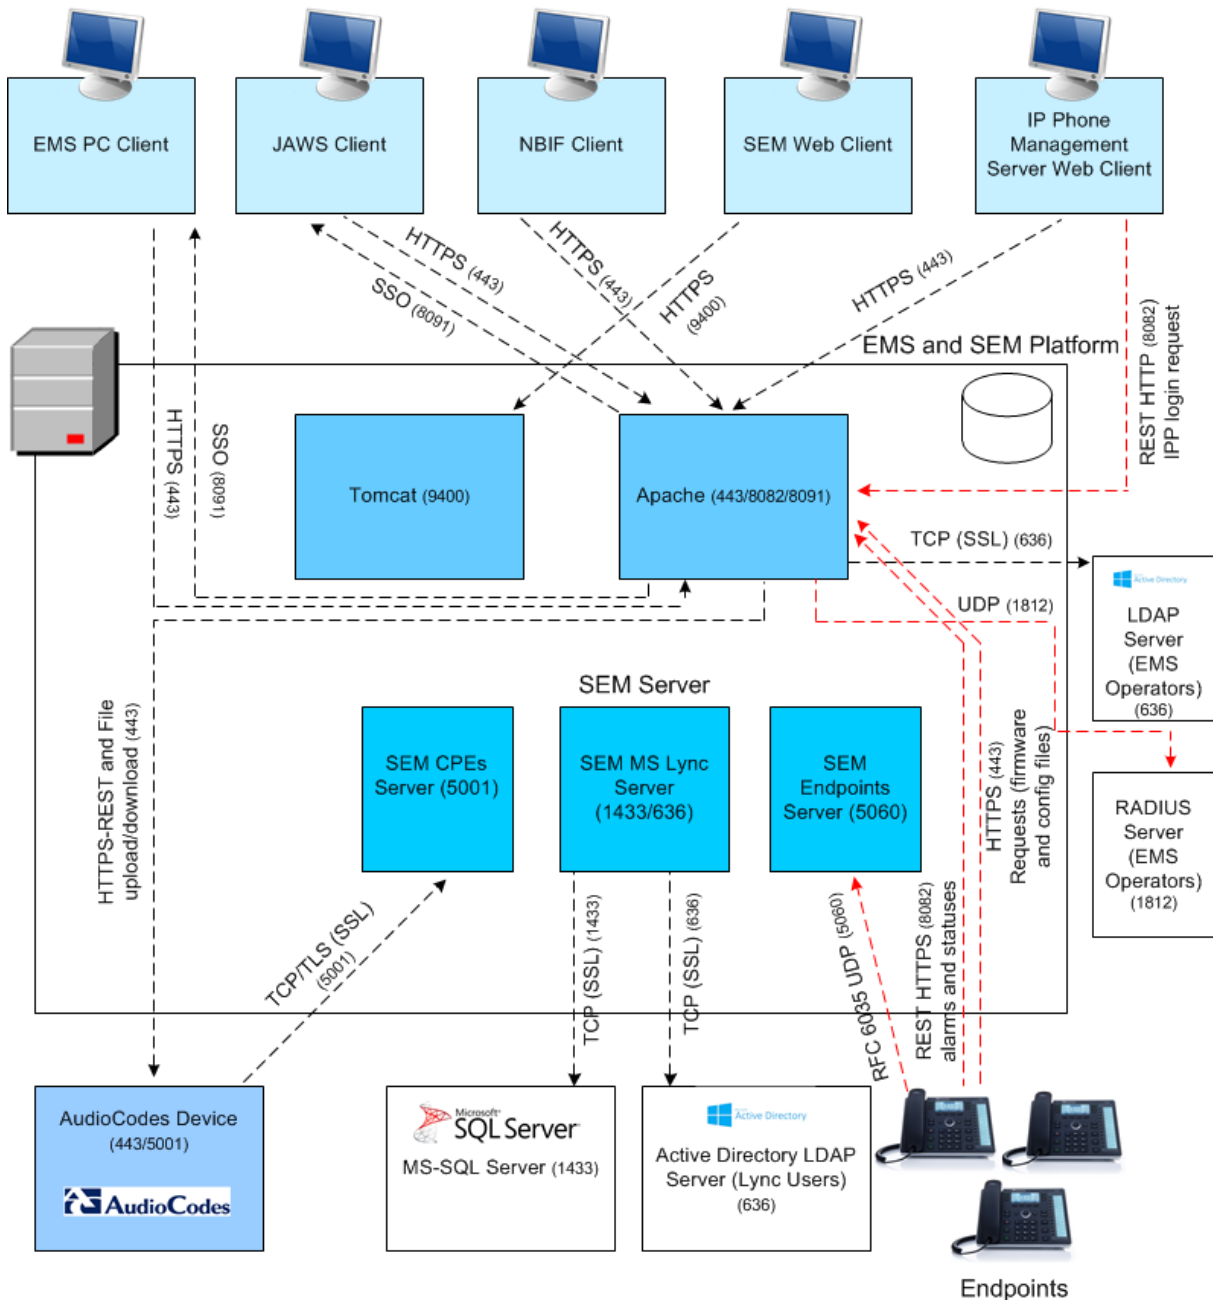 EMS PC Client
JAWS Client
NBIF Client
SEM Web Client
IP Phone
Management
Server Web Client
HTTPS (443)
SSO (8091)
HTTPS (443)
HTTPS
(9400)
HTTPS (443)
REST HTTP (8082)
IPP login request
EMS and SEM Platform
HTTPS
(443)
SSO
(8091)
Tomcat (9400)
Apache (443/8082/8091)
TCP (SSL) (636)
UDP (1812)
Active Directory
LDAP
Server
(EMS
Operators)
(636)
SEM Server
SEM CPEs
Server (5001)
SEM MS Lync
Server
(1433/636)
SEM
Endpoints
Server (5060)
HTTPS-REST and File
upload/download (443)
HTTPS (443)
Requests (firmware
and config files)
RADIUS
Server
(EMS
Operators)
(1812)
TCP/TLS (SSL)
(5001)
TCP (SSL) (1433)
TCP (SSL) (636)
RFC 6035 UDP (5060)
REST HTTPS (8082)
alarms and statuses
AudioCodes Device
(443/5001)
AudioCodes
Microsoft
SQL Server
MS-SQL Server (1433)
Active Directory
Active Directory LDAP
Server (Lync Users)
(636)
Endpoints